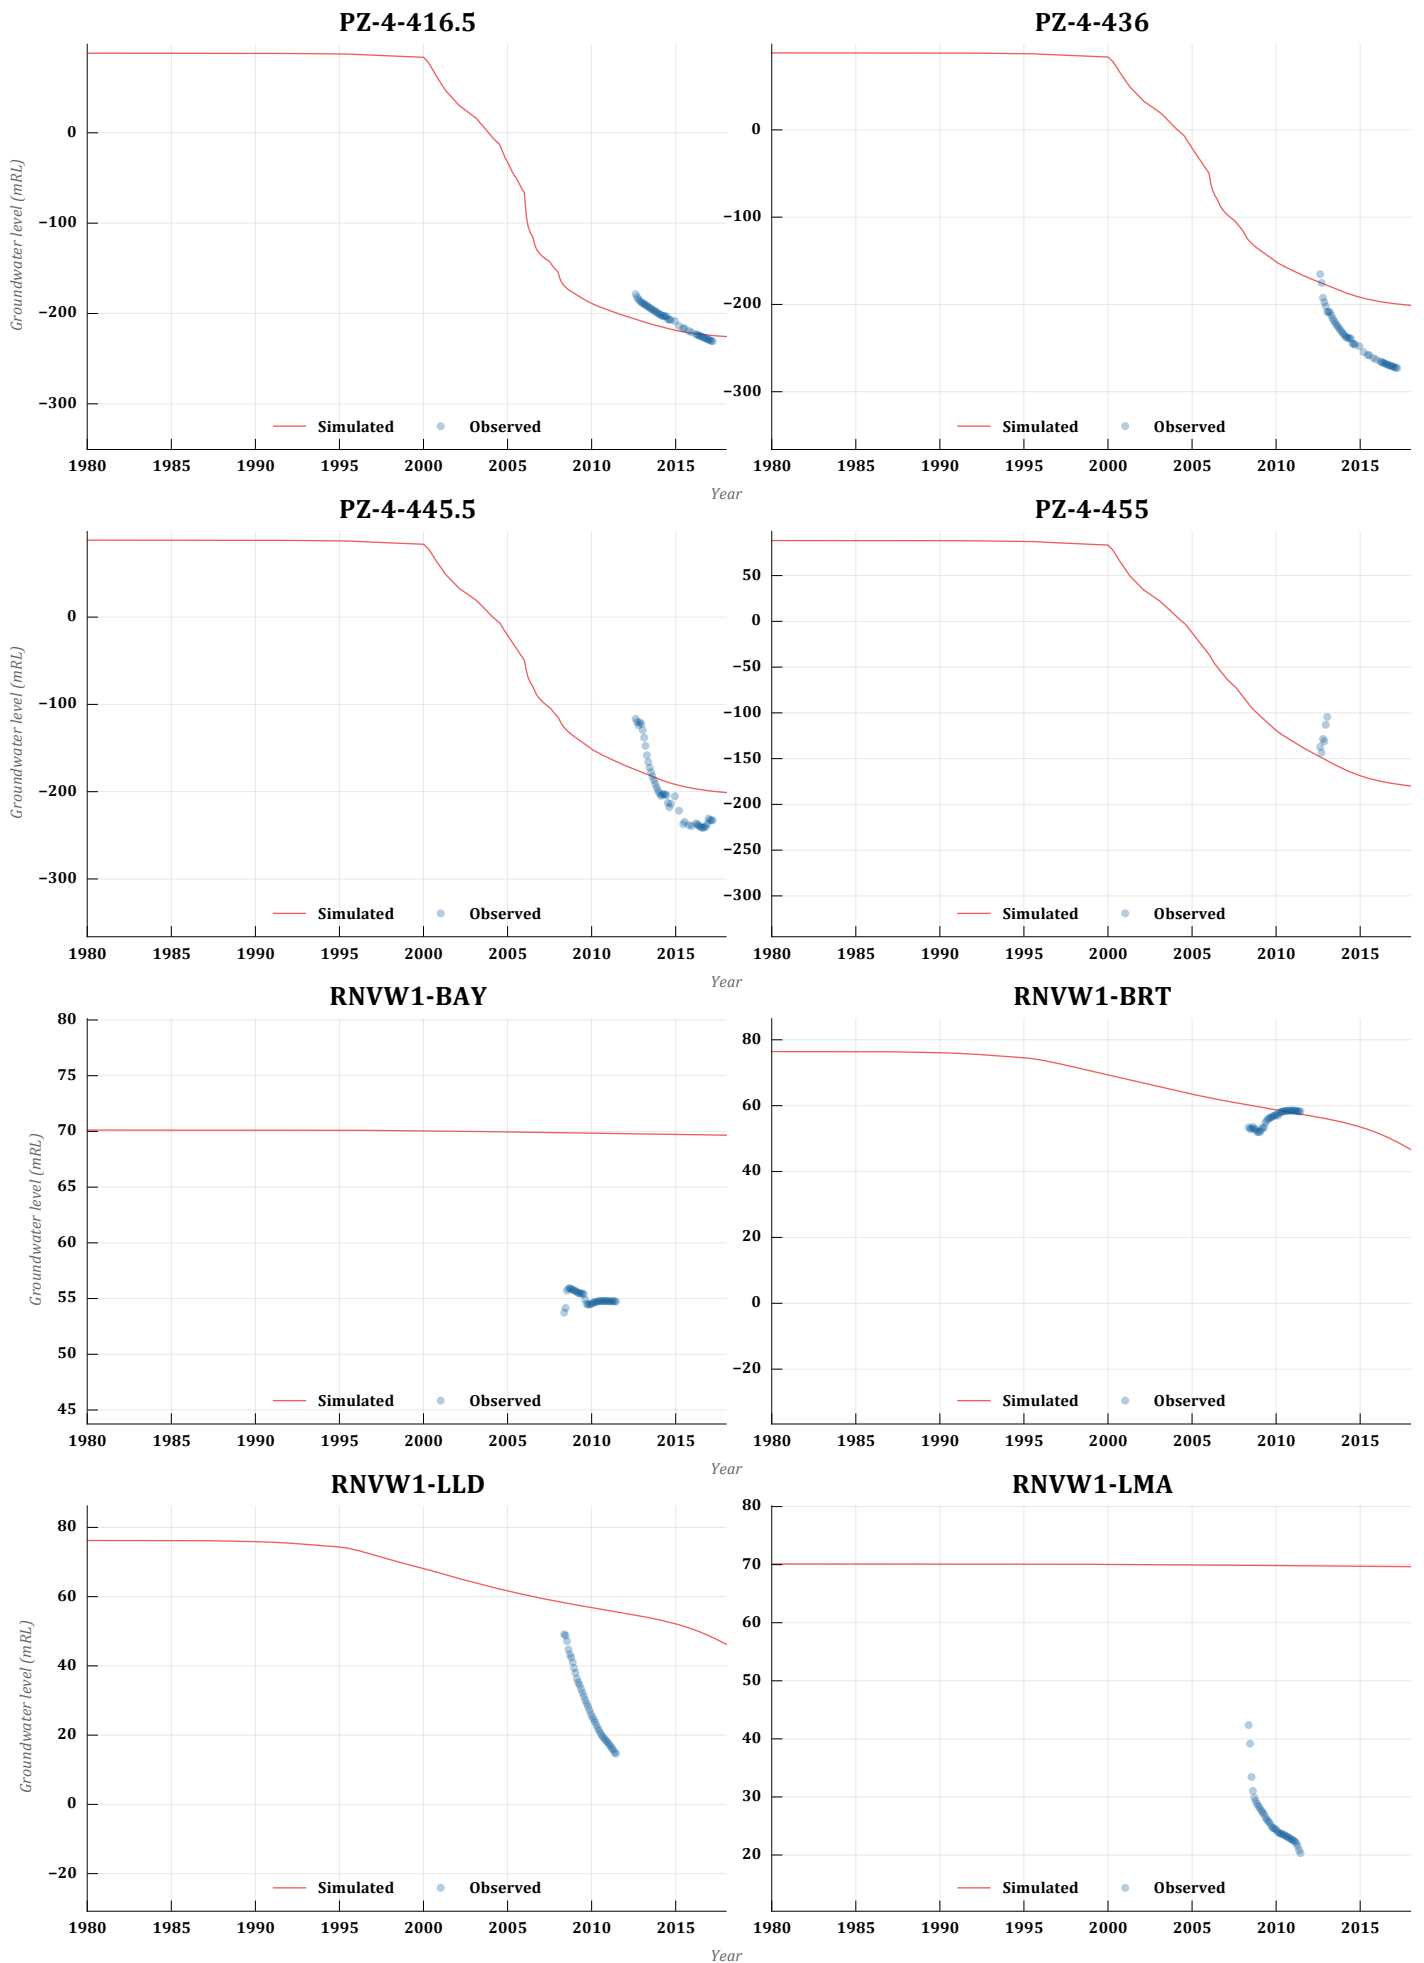 PZ-4-416.5 PZ-4-436
0 0
−100 −100
−200 −200
−300 −300
Groundwater level (mRL)
Simulated Observed Simulated Observed
1980 1985 1990 1995 2000 2005 2010 2015 1980 1985 1990 1995 2000 2005 2010 2015
Year
PZ-4-445.5 PZ-4-455
50
0 0
−50
−100 −100
−150
−200 −200
−250
−300 −300
Groundwater level (mRL)
Simulated Observed Simulated Observed
1980 1985 1990 1995 2000 2005 2010 2015 1980 1985 1990 1995 2000 2005 2010 2015
Year
RNVW1-BAY RNVW1-BRT
80 80
75
70 60
65 40
60 20
55 0
50 −20
45
Groundwater level (mRL)
Simulated Observed Simulated Observed
1980 1985 1990 1995 2000 2005 2010 2015 1980 1985 1990 1995 2000 2005 2010 2015
Year
RNVW1-LLD RNVW1-LMA
80 80
70
60 60
50
40 40
30
20 20
0
−20
Groundwater level (mRL)
Simulated Observed Simulated Observed
1980 1985 1990 1995 2000 2005 2010 2015 1980 1985 1990 1995 2000 2005 2010 2015
Year